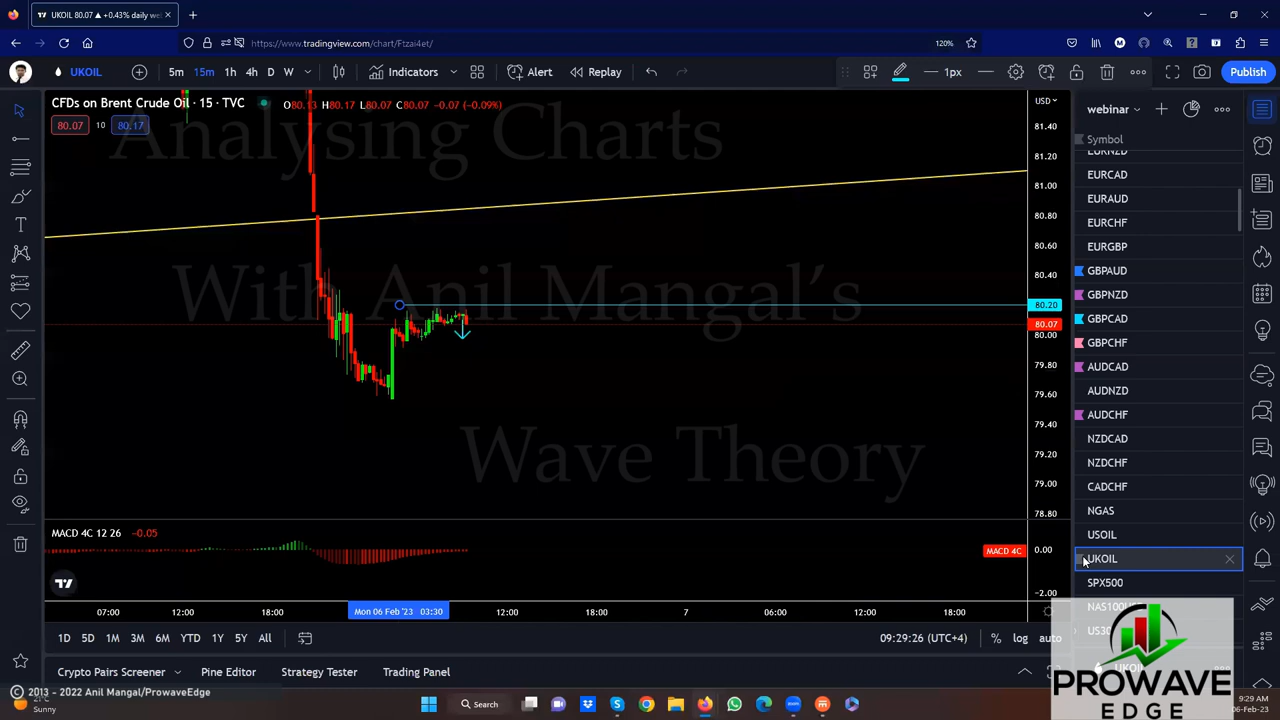 UKOIL 80.07 ▲ +0.43% daily we
https://www.tradingview.com/chart/Ftzai4et/
120%
UKOIL
5m 15m 1h 4h D W
Indicators
Alert
Replay
1px
Publish
CFDs on Brent Crude Oil · 15 · TVC
O80.13 H80.17 L80.07 C80.07 -0.07 (-0.09%)
80.07 10 80.17
Analysing Charts
With Anil Mangal's
Wave Theory
USD
81.40
81.20
81.00
80.80
80.60
80.40
80.20
80.07
80.00
79.80
79.60
79.40
79.20
79.00
78.80
MACD 4C 12 26 -0.05
MACD 4C
0.00
-2.00
07:00 12:00 18:00 Mon 06 Feb '23 03:30 12:00 18:00 7 06:00 12:00 18:00
1D 5D 1M 3M 6M YTD 1Y 5Y All
09:29:26 (UTC+4) % log auto
Crypto Pairs Screener
Pine Editor
Strategy Tester
Trading Panel
webinar
Symbol
EURNZD
EURCAD
EURAUD
EURCHF
EURGBP
GBPAUD
GBPNZD
GBPCAD
GBPCHF
AUDCAD
AUDNZD
AUDCHF
NZDCAD
NZDCHF
CADCHF
NGAS
USOIL
UKOIL
SPX500
NAS100US
US30
UKOIL
PROWAVE
EDGE
© 2013 - 2022 Anil Mangal/ProwaveEdge
21°C
Sunny
Search
9:29 AM
06-Feb-23